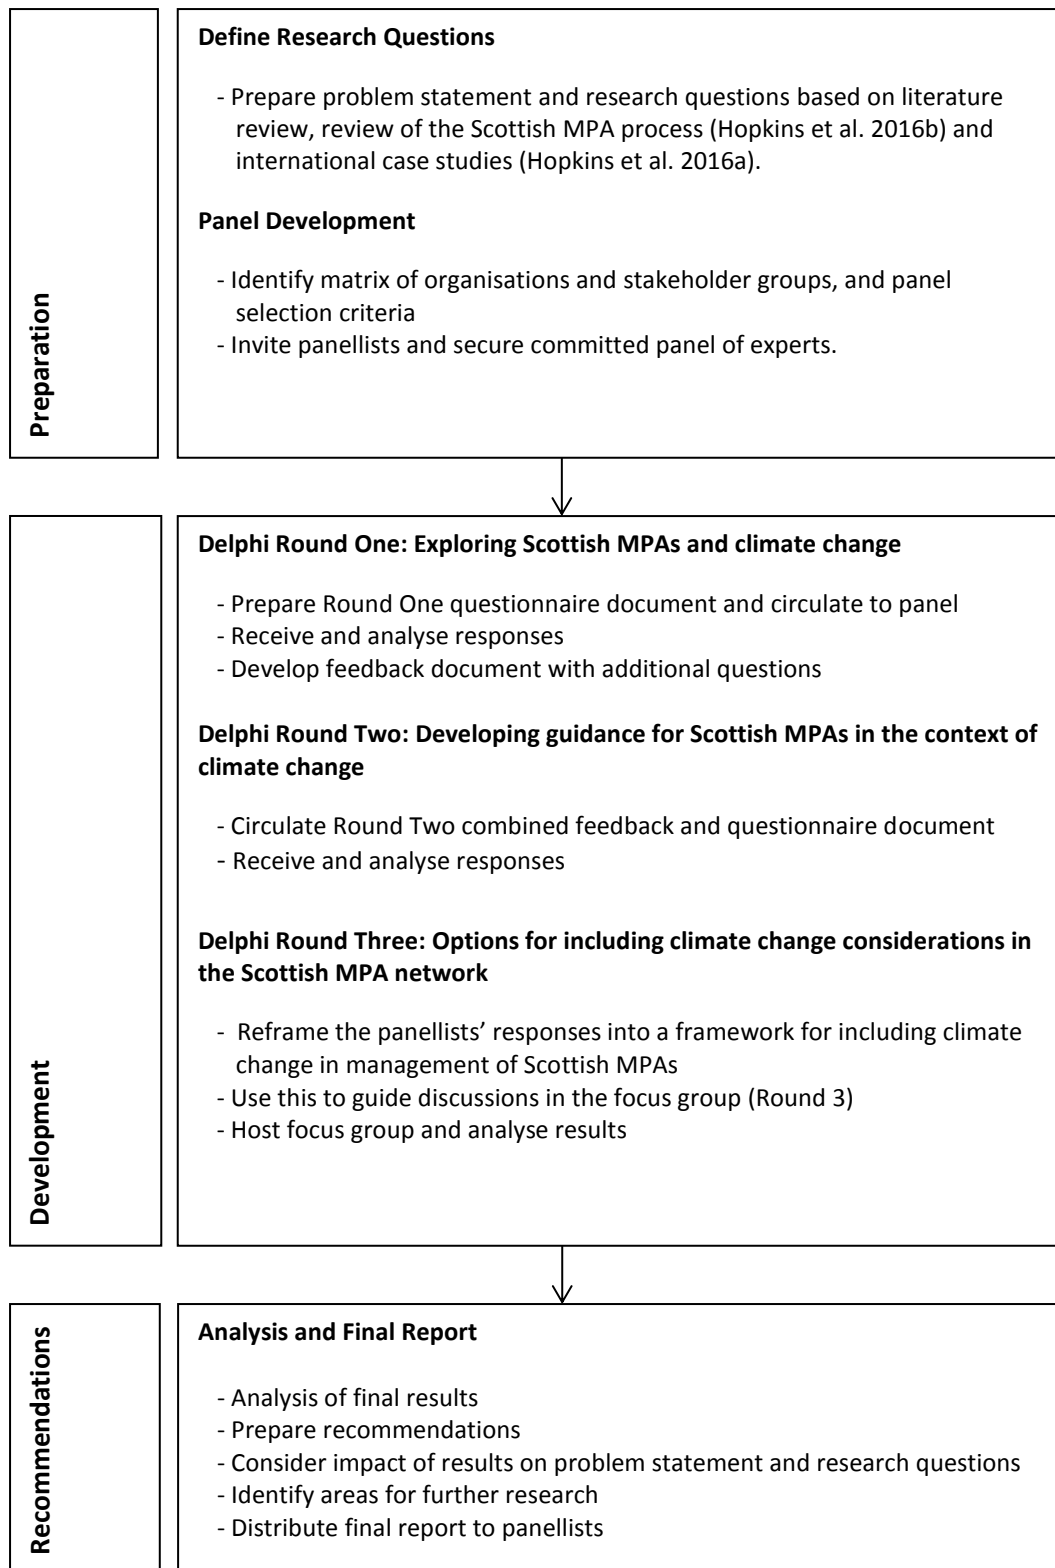 Preparation
Define Research Questions
- Prepare problem statement and research questions based on literature
review, review of the Scottish MPA process (Hopkins et al. 2016b) and
international case studies (Hopkins et al. 2016a).
Panel Development
- Identify matrix of organisations and stakeholder groups, and panel
selection criteria
- Invite panellists and secure committed panel of experts.
Development
Delphi Round One: Exploring Scottish MPAs and climate change
- Prepare Round One questionnaire document and circulate to panel
- Receive and analyse responses
- Develop feedback document with additional questions
Delphi Round Two: Developing guidance for Scottish MPAs in the context of
climate change
- Circulate Round Two combined feedback and questionnaire document
- Receive and analyse responses
Delphi Round Three: Options for including climate change considerations in
the Scottish MPA network
- Reframe the panellists’ responses into a framework for including climate
change in management of Scottish MPAs
- Use this to guide discussions in the focus group (Round 3)
- Host focus group and analyse results
Recommendations
Analysis and Final Report
- Analysis of final results
- Prepare recommendations
- Consider impact of results on problem statement and research questions
- Identify areas for further research
- Distribute final report to panellists